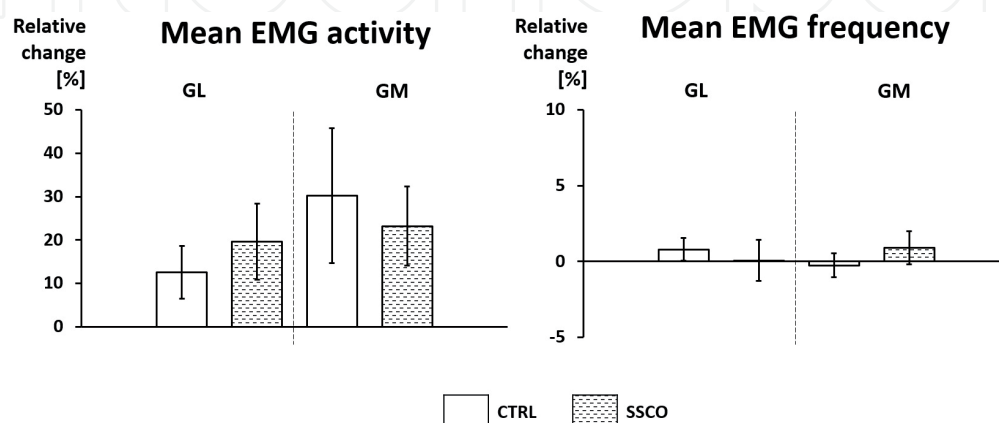 Relative
change
[%]
Mean EMG activity
GL
GM
50
40
30
20
10
0
Relative
change
[%]
Mean EMG frequency
GL
GM
10
5
0
-5
CTRL
SSCO